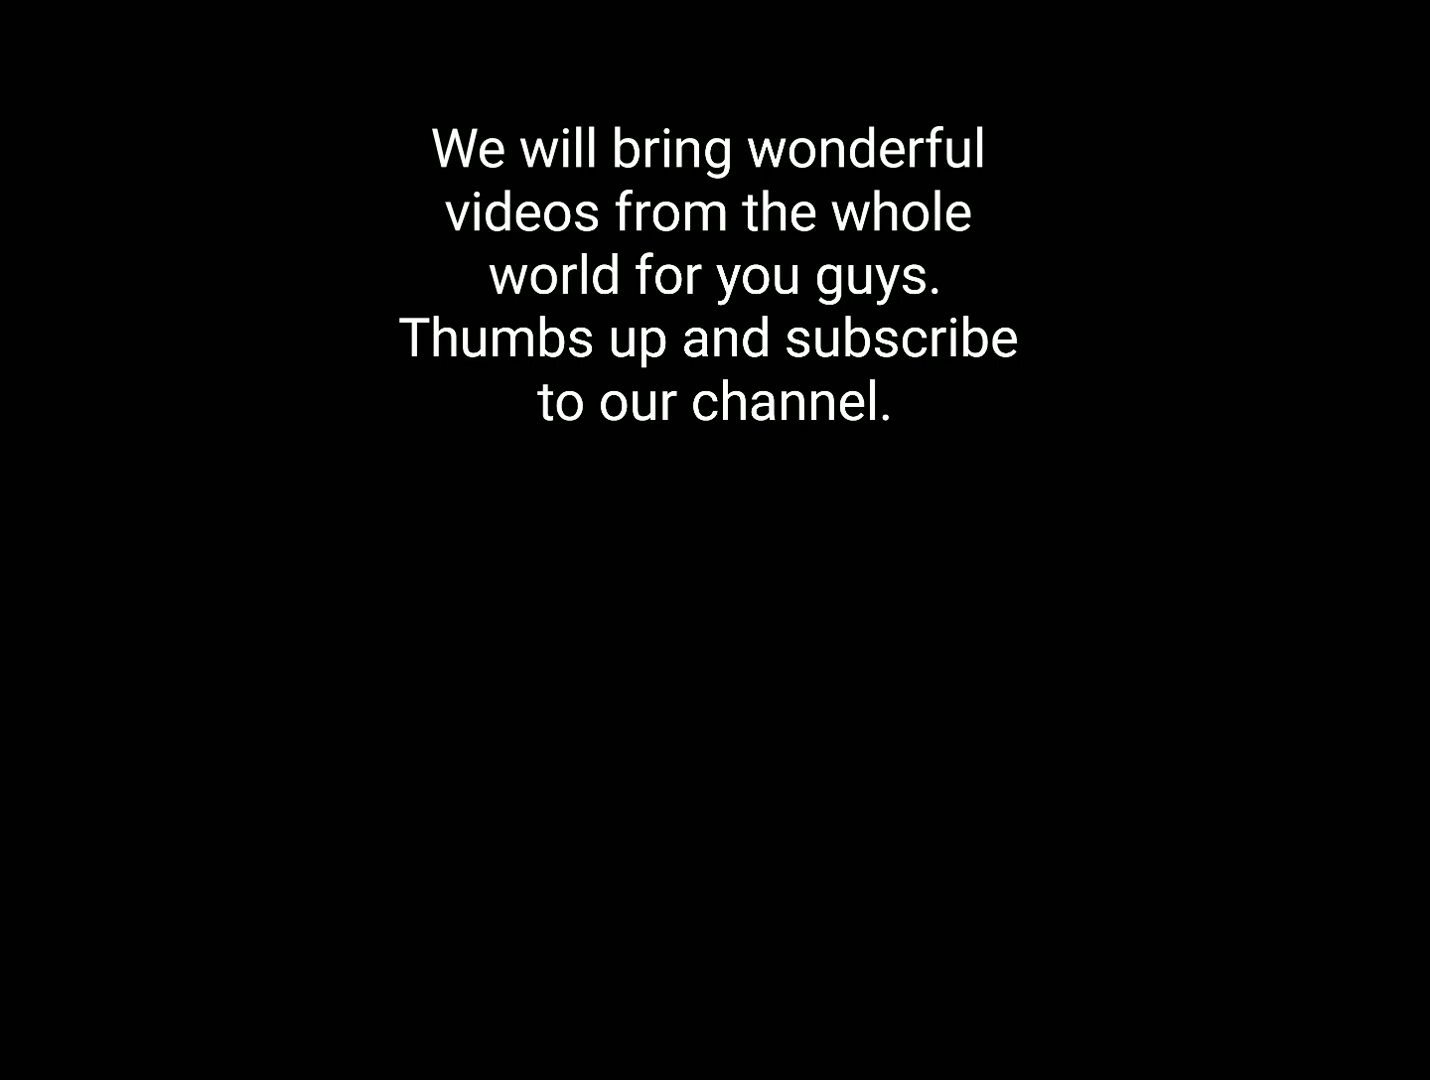 We will bring wonderful
videos from the whole
world for you guys.
Thumbs up and subscribe
to our channel.